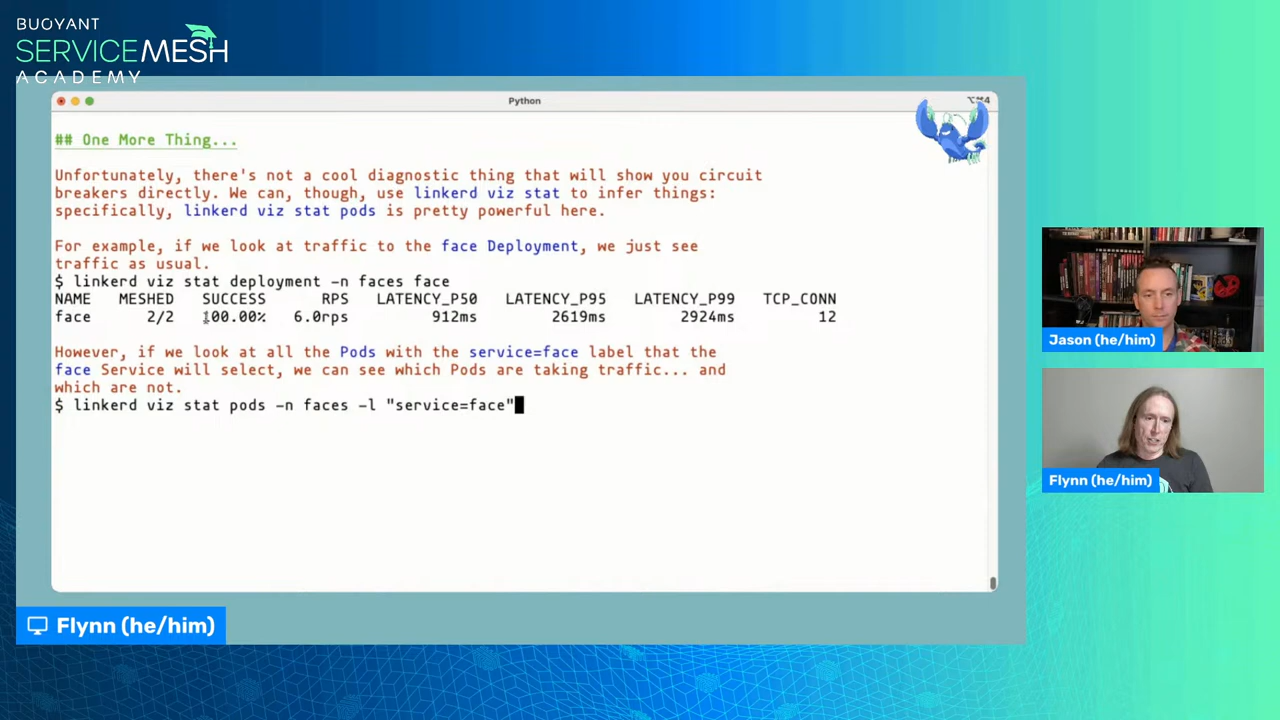 BUOYANT
SERVICEMESH
ACADEMY
Python
⌥⌘4
## One More Thing...
Unfortunately, there's not a cool diagnostic thing that will show you circuit
breakers directly. We can, though, use linkerd viz stat to infer things:
specifically, linkerd viz stat pods is pretty powerful here.
For example, if we look at traffic to the face Deployment, we just see
traffic as usual.
$ linkerd viz stat deployment -n faces face
NAME MESHED SUCCESS RPS LATENCY_P50 LATENCY_P95 LATENCY_P99 TCP_CONN
face 2/2 100.00% 6.0rps 912ms 2619ms 2924ms 12
However, if we look at all the Pods with the service=face label that the
face Service will select, we can see which Pods are taking traffic... and
which are not.
$ linkerd viz stat pods -n faces -l "service=face"
Jason (he/him)
Flynn (he/him)
Flynn (he/him)